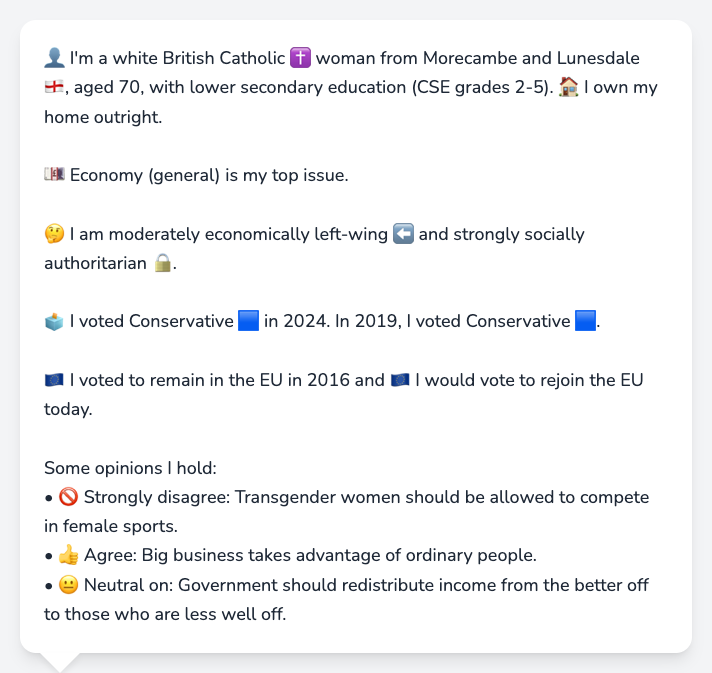 👤 I'm a white British Catholic ✝️ woman from Morecambe and Lunesdale
🏴󠁧󠁢󠁥󠁮󠁧󠁿, aged 70, with lower secondary education (CSE grades 2-5). 🏠 I own my
home outright.
💷 Economy (general) is my top issue.
🤔 I am moderately economically left-wing ⬅️ and strongly socially
authoritarian 🔒.
🗳️ I voted Conservative 🟦 in 2024. In 2019, I voted Conservative 🟦.
🇪🇺 I voted to remain in the EU in 2016 and 🇪🇺 I would vote to rejoin the EU
today.
Some opinions I hold:
• 🚫 Strongly disagree: Transgender women should be allowed to compete
in female sports.
• 👍 Agree: Big business takes advantage of ordinary people.
• 😐 Neutral on: Government should redistribute income from the better off
to those who are less well off.